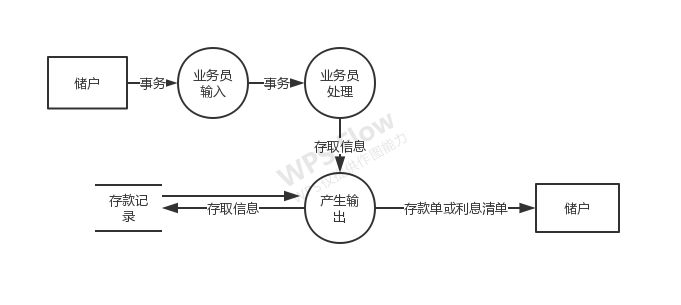 储户
事务
业务员
输入
事务
业务员
处理
存取信息
WPS Flow
存款记
录
存取信息
产生输
出
存款单或利息清单
储户